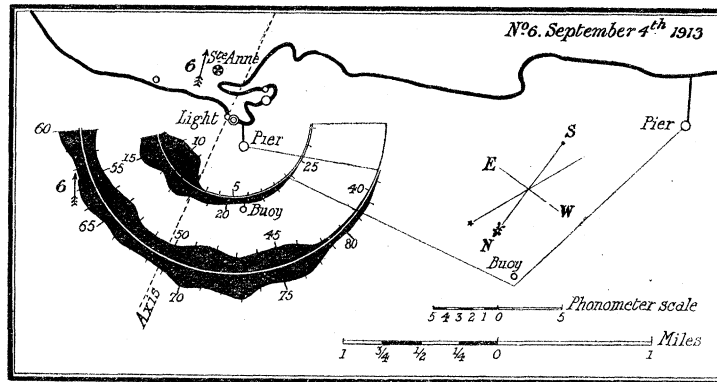 No6. September 4th 1913
6
Ste Anne
Light
Pier
Pier
60
10
15
55
25
S
E
W
N
6
5
20
Buoy
40
65
50
45
80
Buoy
70
75
Axis
5 4 3 2 1 0 5 Phonometer scale
1 3/4 1/2 1/4 0 1 Miles